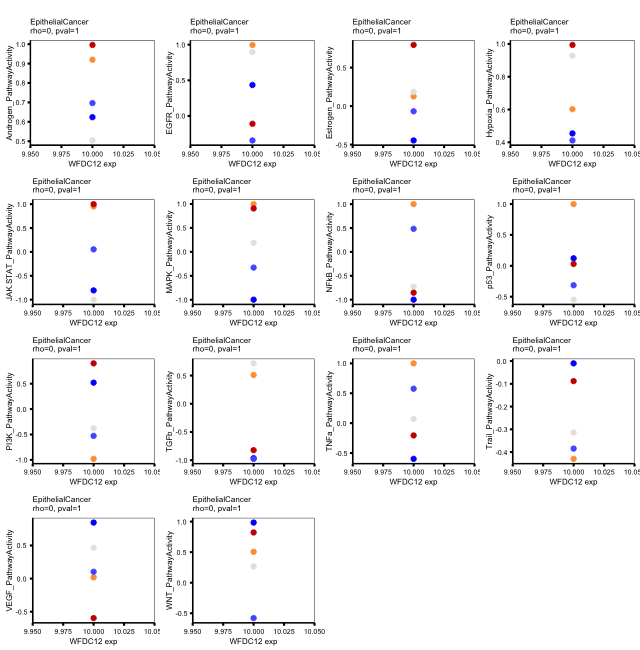 EpithelialCancer
rho=0, pval=1
Androgen_PathwayActivity
1.0
0.9
0.8
0.7
0.6
0.5
9.950 9.975 10.000 10.025 10.05
WFDC12 exp
EpithelialCancer
rho=0, pval=1
EGFR_PathwayActivity
1.0
0.5
0.0
9.950 9.975 10.000 10.025 10.05
WFDC12 exp
EpithelialCancer
rho=0, pval=1
Estrogen_PathwayActivity
0.5
0.0
-0.5
9.950 9.975 10.000 10.025 10.05
WFDC12 exp
EpithelialCancer
rho=0, pval=1
Hypoxia_PathwayActivity
1.0
0.8
0.6
0.4
9.950 9.975 10.000 10.025 10.05
WFDC12 exp
EpithelialCancer
rho=0, pval=1
JAK.STAT_PathwayActivity
1.0
0.5
0.0
-0.5
-1.0
9.950 9.975 10.000 10.025 10.05
WFDC12 exp
EpithelialCancer
rho=0, pval=1
MAPK_PathwayActivity
1.0
0.5
0.0
-0.5
-1.0
9.950 9.975 10.000 10.025 10.05
WFDC12 exp
EpithelialCancer
rho=0, pval=1
NFkB_PathwayActivity
1.0
0.5
0.0
-0.5
-1.0
9.950 9.975 10.000 10.025 10.05
WFDC12 exp
EpithelialCancer
rho=0, pval=1
p53_PathwayActivity
1.0
0.5
0.0
-0.5
9.950 9.975 10.000 10.025 10.05
WFDC12 exp
EpithelialCancer
rho=0, pval=1
PI3K_PathwayActivity
0.5
0.0
-0.5
-1.0
9.950 9.975 10.000 10.025 10.05
WFDC12 exp
EpithelialCancer
rho=0, pval=1
TGFb_PathwayActivity
0.5
0.0
-0.5
-1.0
9.950 9.975 10.000 10.025 10.05
WFDC12 exp
EpithelialCancer
rho=0, pval=1
TNFa_PathwayActivity
1.0
0.5
0.0
-0.5
9.950 9.975 10.000 10.025 10.05
WFDC12 exp
EpithelialCancer
rho=0, pval=1
Trail_PathwayActivity
0.0
-0.1
-0.2
-0.3
-0.4
9.950 9.975 10.000 10.025 10.05
WFDC12 exp
EpithelialCancer
rho=0, pval=1
VEGF_PathwayActivity
0.5
0.0
-0.5
9.950 9.975 10.000 10.025 10.05
WFDC12 exp
EpithelialCancer
rho=0, pval=1
WNT_PathwayActivity
1.0
0.5
0.0
-0.5
9.950 9.975 10.000 10.025 10.050
WFDC12 exp